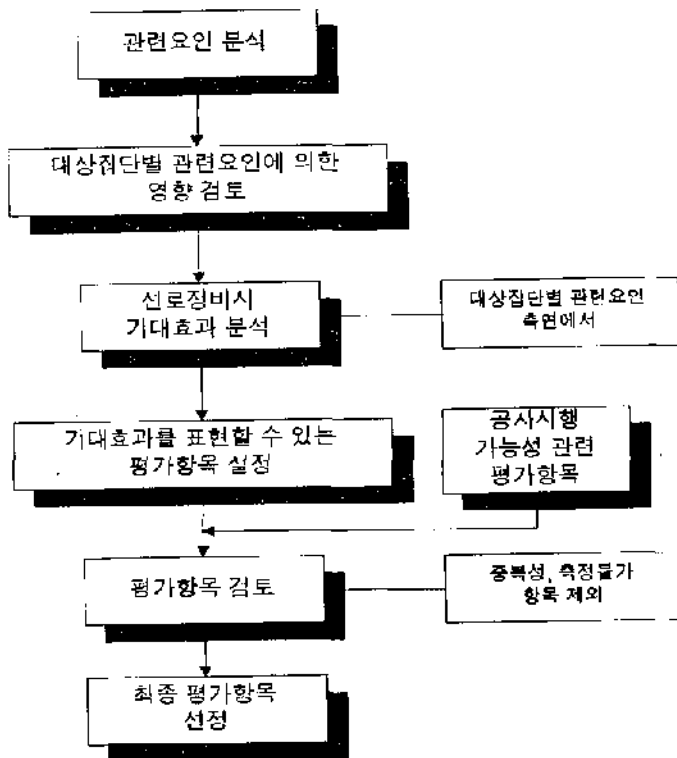 관련요인 분석
대상집단별 관련요인에 의한
영향 검토
선로정비시
기대효과 분석
대상집단별 관련요인
측면에서
기대효과를 표현할 수 있는
평가항목 설정
공사시행
가능성 관련
평가항목
평가항목 검토
중복성, 측정불가
항목 제외
최종 평가항목
선정